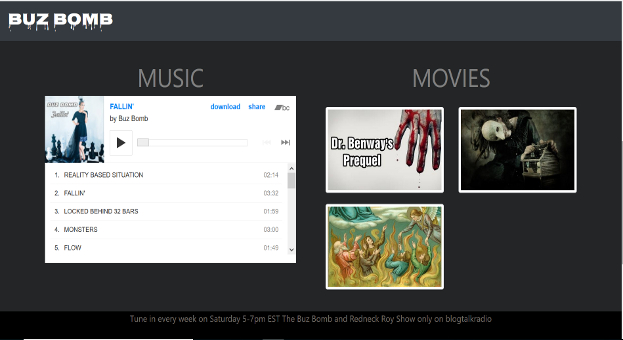 BUZ BOMB
MUSIC
MOVIES
BUZ BOMB
Fallin'
FALLIN'
download
share
bc
by Buz Bomb
1. REALITY BASED SITUATION 02:14
2. FALLIN' 03:32
3. LOCKED BEHIND 32 BARS 01:59
4. MONSTERS 03:00
5. FLOW 01:49
Dr. Benway's
Prequel
Tune in every week on Saturday 5-7pm EST The Buz Bomb and Redneck Roy Show only on blogtalkradio